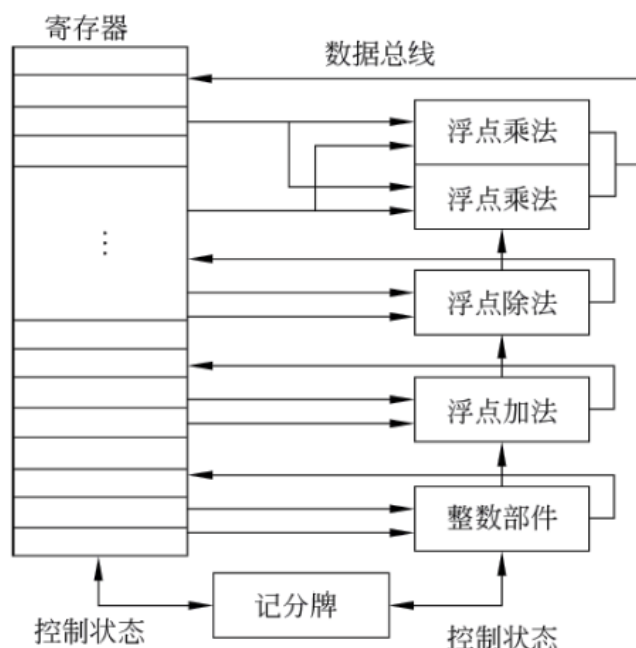 寄存器
数据总线
浮点乘法
浮点乘法
⋮
浮点除法
浮点加法
整数部件
记分牌
控制状态
控制状态